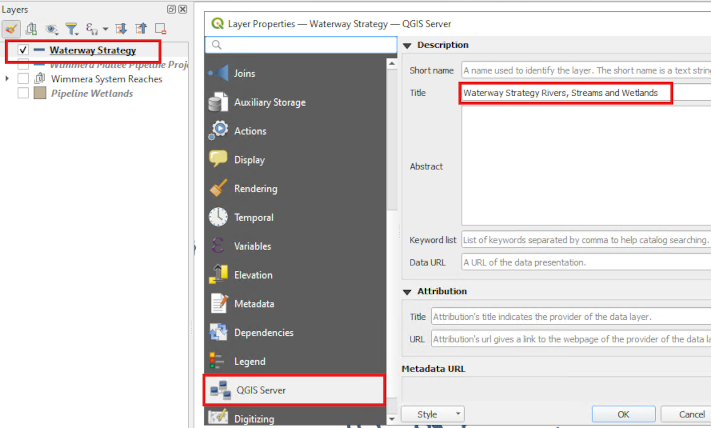 Layers
Waterway Strategy
Wimmera Mallee Pipeline Proj
Wimmera System Reaches
Pipeline Wetlands
Layer Properties — Waterway Strategy — QGIS Server
Joins
Auxiliary Storage
Actions
Display
Rendering
Temporal
Variables
Elevation
Metadata
Dependencies
Legend
QGIS Server
Digitizing
Description
Short name A name used to identify the layer. The short name is a text string
Title Waterway Strategy Rivers, Streams and Wetlands
Abstract
Keyword list List of keywords separated by comma to help catalog searching.
Data URL A URL of the data presentation.
Attribution
Title Attribution's title indicates the provider of the data layer.
URL Attribution's url gives a link to the webpage of the provider of the data la
Metadata URL
Style OK Cancel